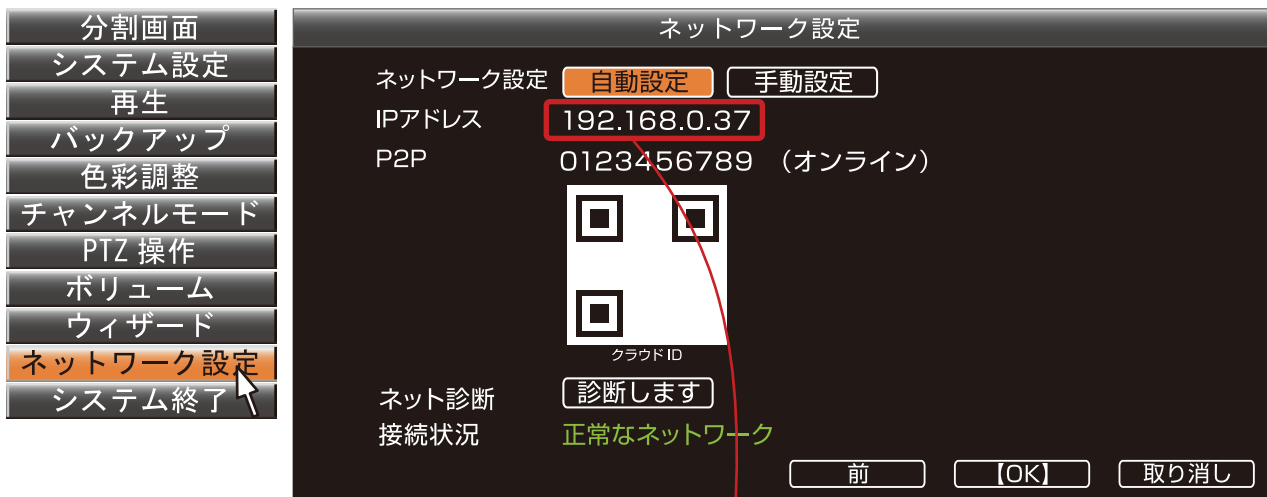 分割画面
システム設定
再生
バックアップ
色彩調整
チャンネルモード
PTZ 操作
ボリューム
ウィザード
ネットワーク設定
システム終了
ネットワーク設定
ネットワーク設定 自動設定 手動設定
IPアドレス 192.168.0.37
P2P 0123456789 （オンライン）
クラウドID
ネット診断 診断します
接続状況 正常なネットワーク
前 【OK】 取り消し